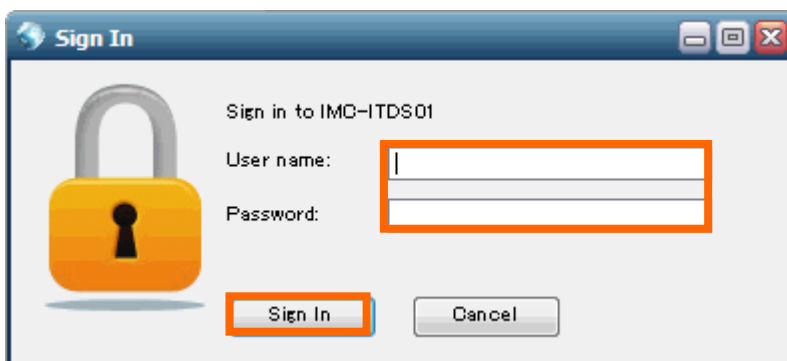 Sign In
Sign in to IMC-ITDS01
User name:
Password:
Sign In
Cancel